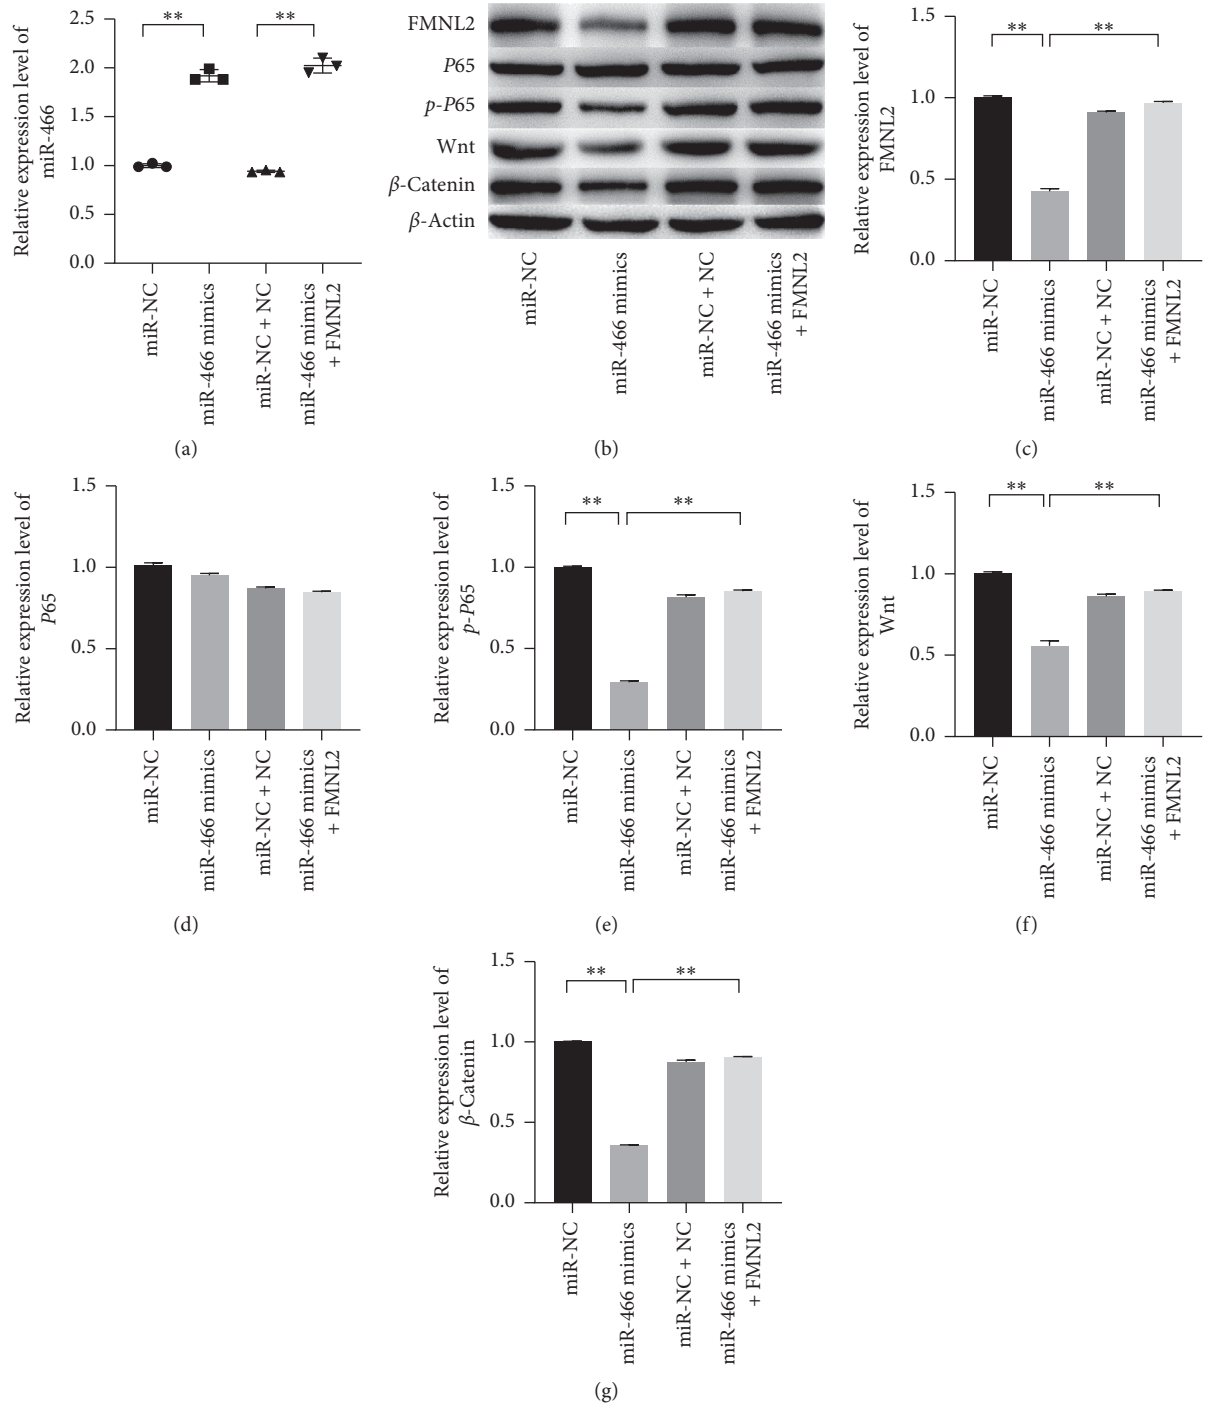 Relative expression level of
miR-466
2.5
2.0
1.5
1.0
0.5
0.0
**
**
miR-NC
miR-466 mimics
miR-NC + NC
miR-466 mimics
+ FMNL2
(a)
FMNL2
P65
p-P65
Wnt
β-Catenin
β-Actin
miR-NC
miR-466 mimics
miR-NC + NC
miR-466 mimics
+ FMNL2
(b)
Relative expression level of
FMNL2
1.5
1.0
0.5
0.0
**
**
miR-NC
miR-466 mimics
miR-NC + NC
miR-466 mimics
+ FMNL2
(c)
Relative expression level of
P65
1.5
1.0
0.5
0.0
miR-NC
miR-466 mimics
miR-NC + NC
miR-466 mimics
+ FMNL2
(d)
Relative expression level of
p-P65
1.5
1.0
0.5
0.0
**
**
miR-NC
miR-466 mimics
miR-NC + NC
miR-466 mimics
+ FMNL2
(e)
Relative expression level of
Wnt
1.5
1.0
0.5
0.0
**
**
miR-NC
miR-466 mimics
miR-NC + NC
miR-466 mimics
+ FMNL2
(f)
Relative expression level of
β-Catenin
1.5
1.0
0.5
0.0
**
**
miR-NC
miR-466 mimics
miR-NC + NC
miR-466 mimics
+ FMNL2
(g)